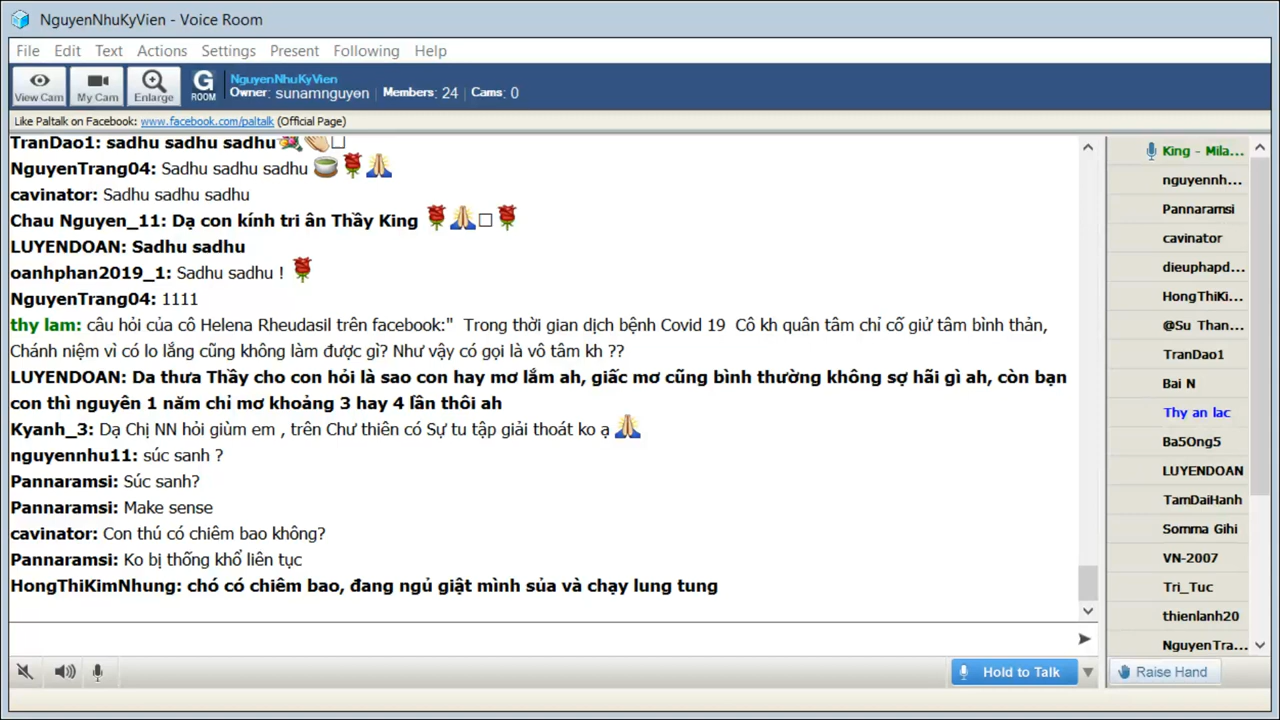 NguyenNhuKyVien - Voice Room
File Edit Text Actions Settings Present Following Help
View Cam My Cam Enlarge G ROOM
NguyenNhuKyVien
Owner: sunamnguyen Members: 24 Cams: 0
Like Paltalk on Facebook: www.facebook.com/paltalk (Official Page)
TranDao1: sadhu sadhu sadhu
NguyenTrang04: Sadhu sadhu sadhu
cavinator: Sadhu sadhu sadhu
Chau Nguyen_11: Dạ con kính tri ân Thầy King
LUYENDOAN: Sadhu sadhu
oanhphan2019_1: Sadhu sadhu !
NguyenTrang04: 1111
thy lam: câu hỏi của cô Helena Rheudasil trên facebook:" Trong thời gian dịch bệnh Covid 19 Cô kh quân tâm chỉ cố giử tâm bình thản,
Chánh niệm vì có lo lắng cũng không làm được gì? Như vậy có gọi là vô tâm kh ??
LUYENDOAN: Da thưa Thầy cho con hỏi là sao con hay mơ lắm ah, giấc mơ cũng bình thường không sợ hãi gì ah, còn bạn
con thì nguyên 1 năm chỉ mơ khoảng 3 hay 4 lần thôi ah
Kyanh_3: Dạ Chị NN hỏi giùm em , trên Chư thiên có Sự tu tập giải thoát ko ạ
nguyennhu11: súc sanh ?
Pannaramsi: Súc sanh?
Pannaramsi: Make sense
cavinator: Con thú có chiêm bao không?
Pannaramsi: Ko bị thống khổ liên tục
HongThiKimNhung: chó có chiêm bao, đang ngủ giật mình sủa và chạy lung tung
King - Mila...
nguyennh...
Pannaramsi
cavinator
dieuphapd...
HongThiKi...
@Su Than...
TranDao1
Bai N
Thy an lac
Ba5Ong5
LUYENDOAN
TamDaiHanh
Somma Gihi
VN-2007
Tri_Tuc
thienlanh20
NguyenTra...
Hold to Talk
Raise Hand